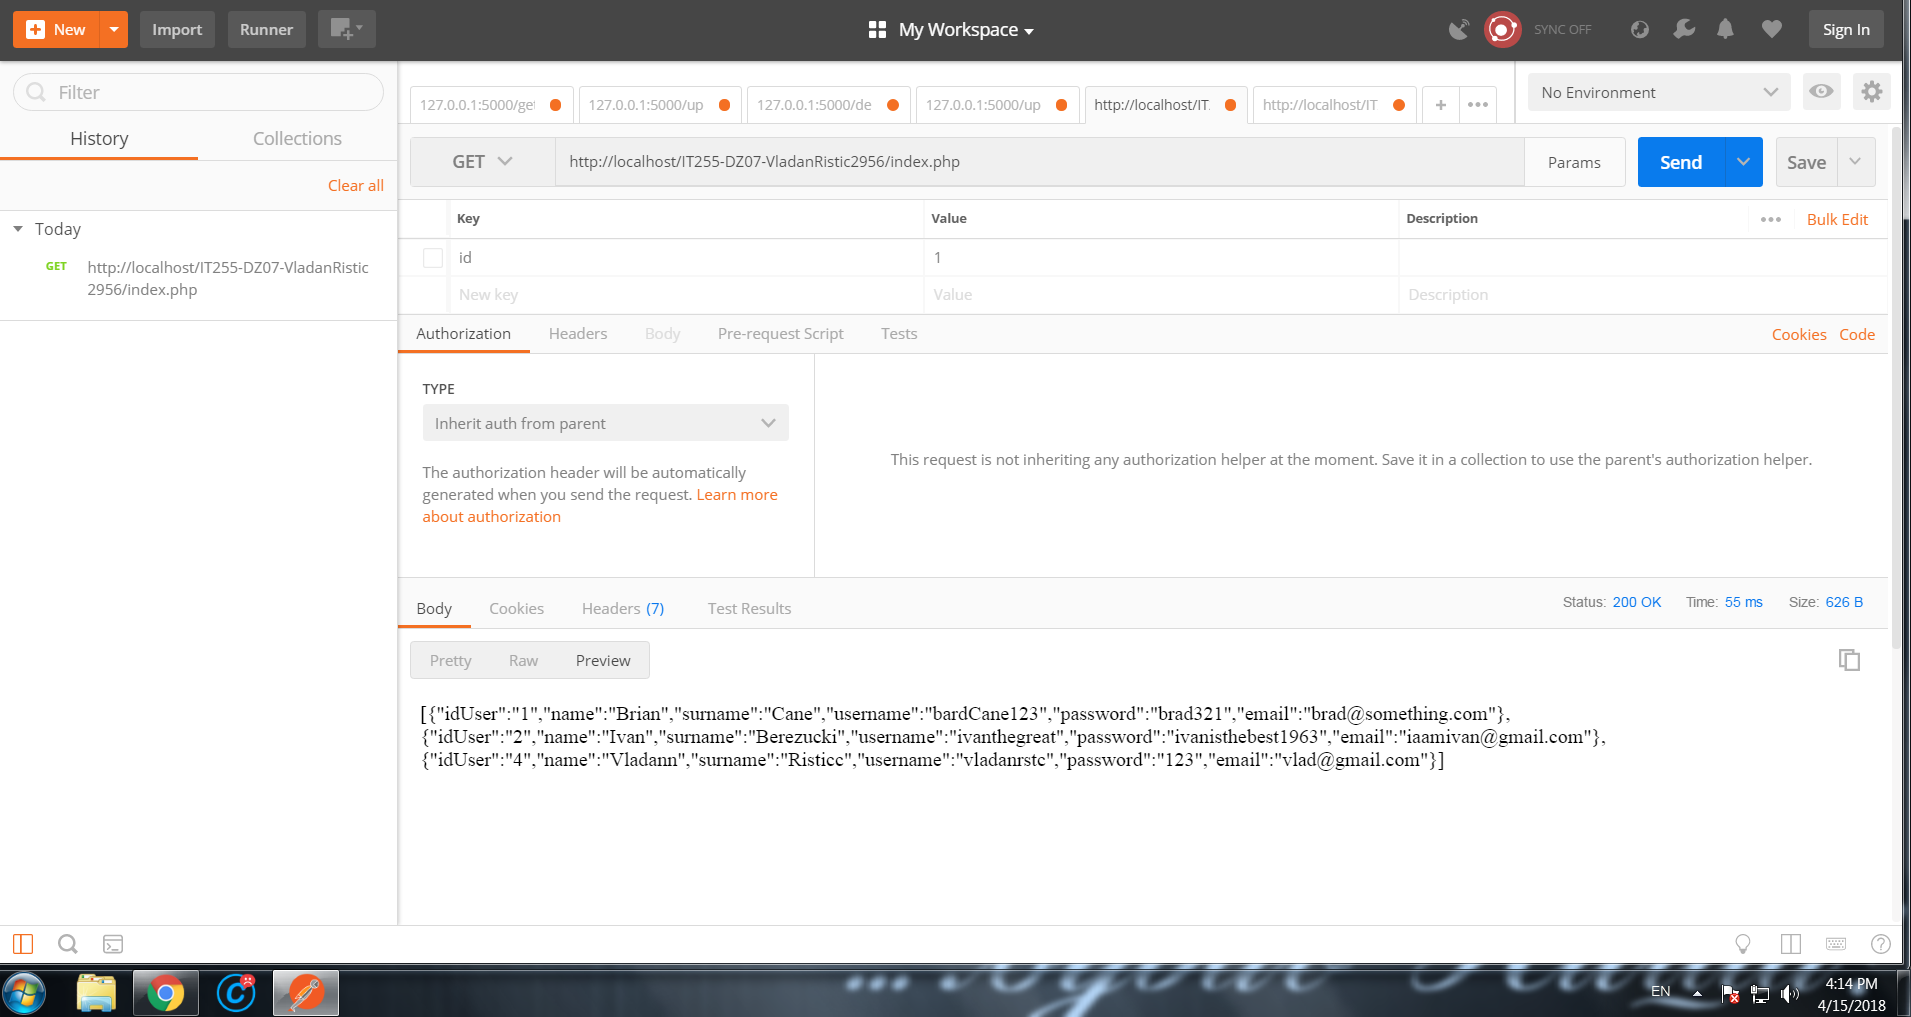 New
Import
Runner
My Workspace
SYNC OFF
Sign In
Filter
History
Collections
Clear all
Today
GET
http://localhost/IT255-DZ07-VladanRistic
2956/index.php
127.0.0.1:5000/get
127.0.0.1:5000/up
127.0.0.1:5000/de
127.0.0.1:5000/up
http://localhost/IT.
http://localhost/IT
+
•••
No Environment
GET
http://localhost/IT255-DZ07-VladanRistic2956/index.php
Params
Send
Save
Key
Value
Description
•••
Bulk Edit
id
1
New key
Value
Description
Authorization
Headers
Body
Pre-request Script
Tests
Cookies
Code
TYPE
Inherit auth from parent
The authorization header will be automatically
generated when you send the request. Learn more
about authorization
This request is not inheriting any authorization helper at the moment. Save it in a collection to use the parent's authorization helper.
Body
Cookies
Headers (7)
Test Results
Status: 200 OK
Time: 55 ms
Size: 626 B
Pretty
Raw
Preview
[{"idUser":"1","name":"Brian","surname":"Cane","username":"bardCane123","password":"brad321","email":"brad@something.com"},
{"idUser":"2","name":"Ivan","surname":"Berezucki","username":"ivanthegreat","password":"ivanisthebest1963","email":"iaamivan@gmail.com"},
{"idUser":"4","name":"Vladann","surname":"Risticc","username":"vladanrstc","password":"123","email":"vlad@gmail.com"}]
EN
4:14 PM
4/15/2018